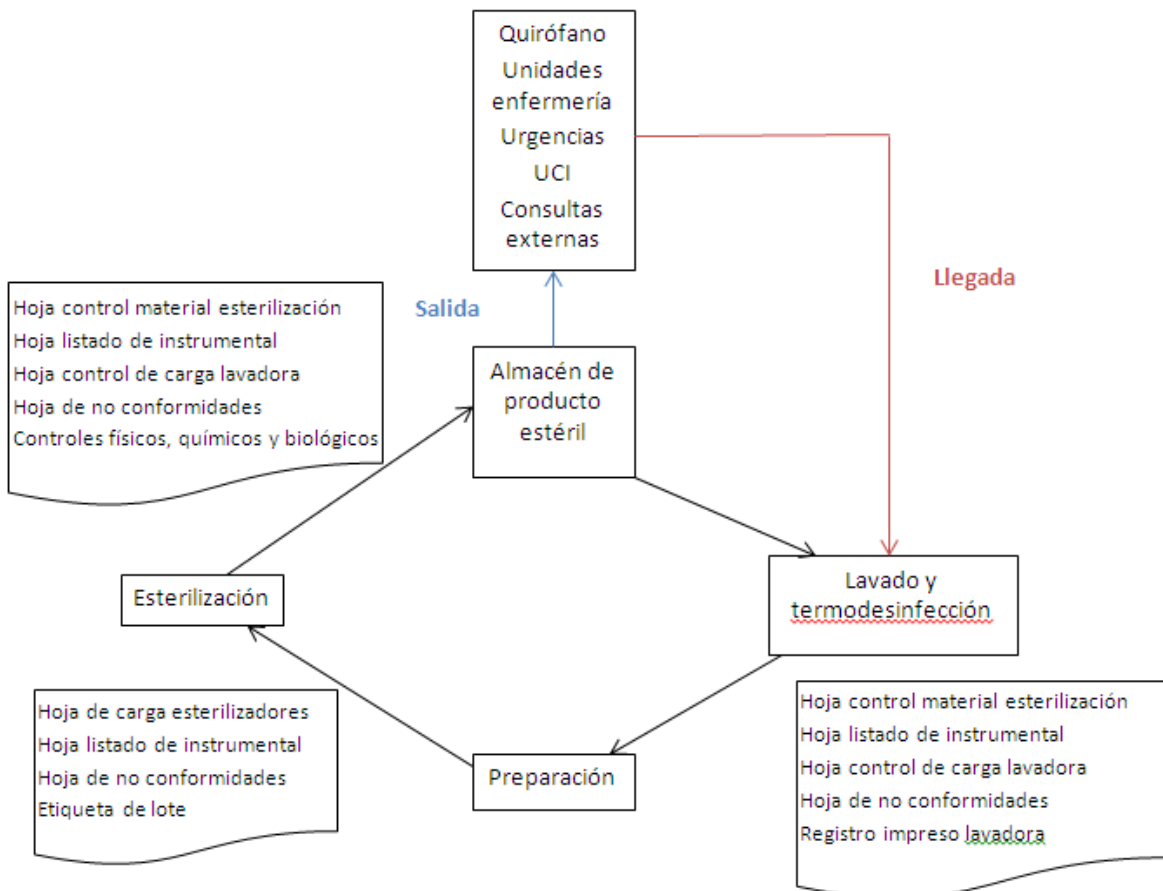 Quirófano
Unidades
enfermería
Urgencias
UCI
Consultas
externas
Llegada
Salida
Hoja control material esterilización
Hoja listado de instrumental
Hoja control de carga lavadora
Hoja de no conformidades
Controles físicos, químicos y biológicos
Almacén de
producto
estéril
Esterilización
Lavado y
termodesinfección
Hoja de carga esterilizadores
Hoja listado de instrumental
Hoja de no conformidades
Etiqueta de lote
Preparación
Hoja control material esterilización
Hoja listado de instrumental
Hoja control de carga lavadora
Hoja de no conformidades
Registro impreso lavadora